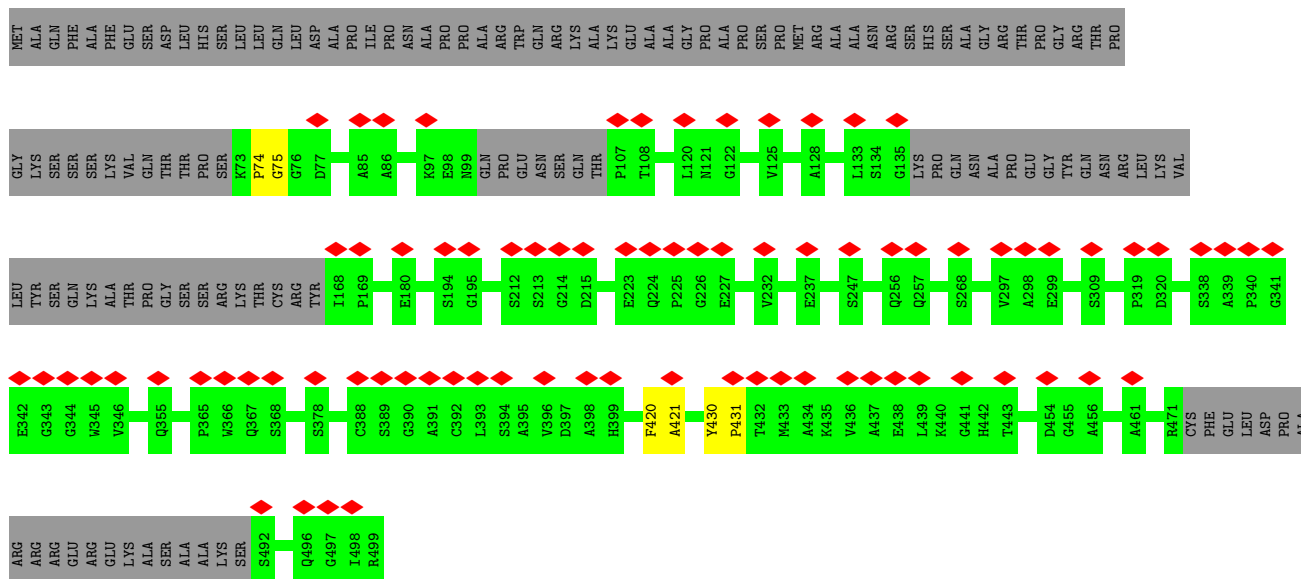 MET ALA GLN PHE ALA PHE GLU SER ASP LEU HIS SER LEU LEU GLN LEU ASP ALA PRO ILE PRO ASN ALA PRO PRO ALA ARG TRP GLN ARG LYS ALA LYS GLU ALA ALA GLY PRO ALA PRO SER PRO MET ARG ALA ALA ASN ARG SER HIS SER ALA GLY ARG THR PRO GLY ARG THR PRO
GLY LYS SER SER SER LYS VAL GLN THR THR PRO SER K73 P74 G75 G76 D77 A85 A86 K97 E98 N99 GLN PRO GLU ASN SER GLN THR P107 T108 L120 N121 G122 V125 A128 L133 S134 G135 LYS PRO GLN ASN ALA PRO GLU GLY TYR GLN ASN ARG LEU LYS VAL
LEU TYR SER GLN LYS ALA THR PRO GLY SER SER ARG LYS THR CYS ARG TYR I168 P169 E180 S194 G195 S212 S213 G214 D215 E223 Q224 P225 G226 E227 V232 E237 S247 Q256 Q257 S268 V297 A298 E299 S309 P319 D320 S338 A339 P340 G341
E342 G343 G344 W345 V346 Q355 P365 W366 Q367 S368 S378 C388 S389 G390 A391 C392 L393 S394 A395 V396 D397 A398 H399 F420 A421 Y430 P431 T432 M433 A434 K435 V436 A437 E438 L439 K440 G441 H442 T443 D454 G455 A456 A461 R471 CYS PHE GLU LEU ASP PRO ALA
ARG ARG ARG GLU ARG GLU LYS ALA SER ALA ALA LYS SER S492 Q496 G497 I498 R499